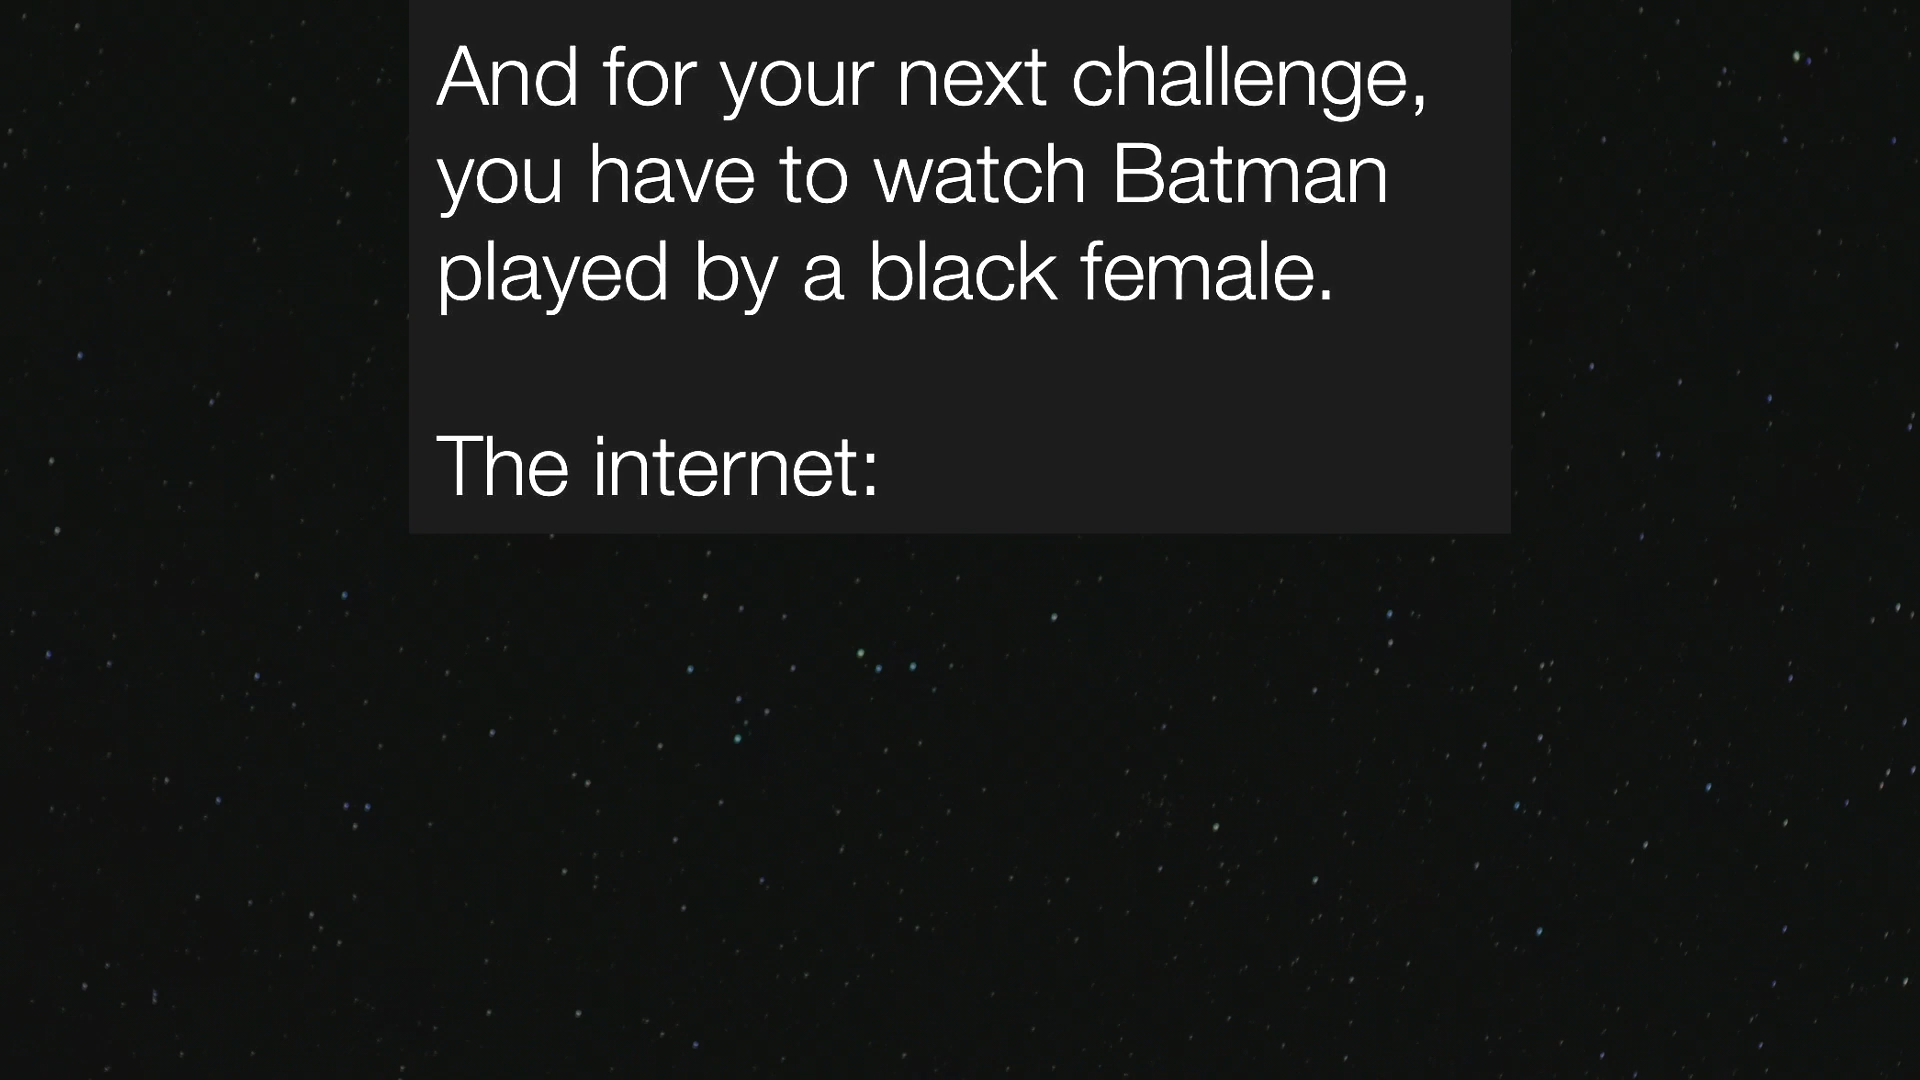 And for your next challenge,
you have to watch Batman
played by a black female.
The internet: